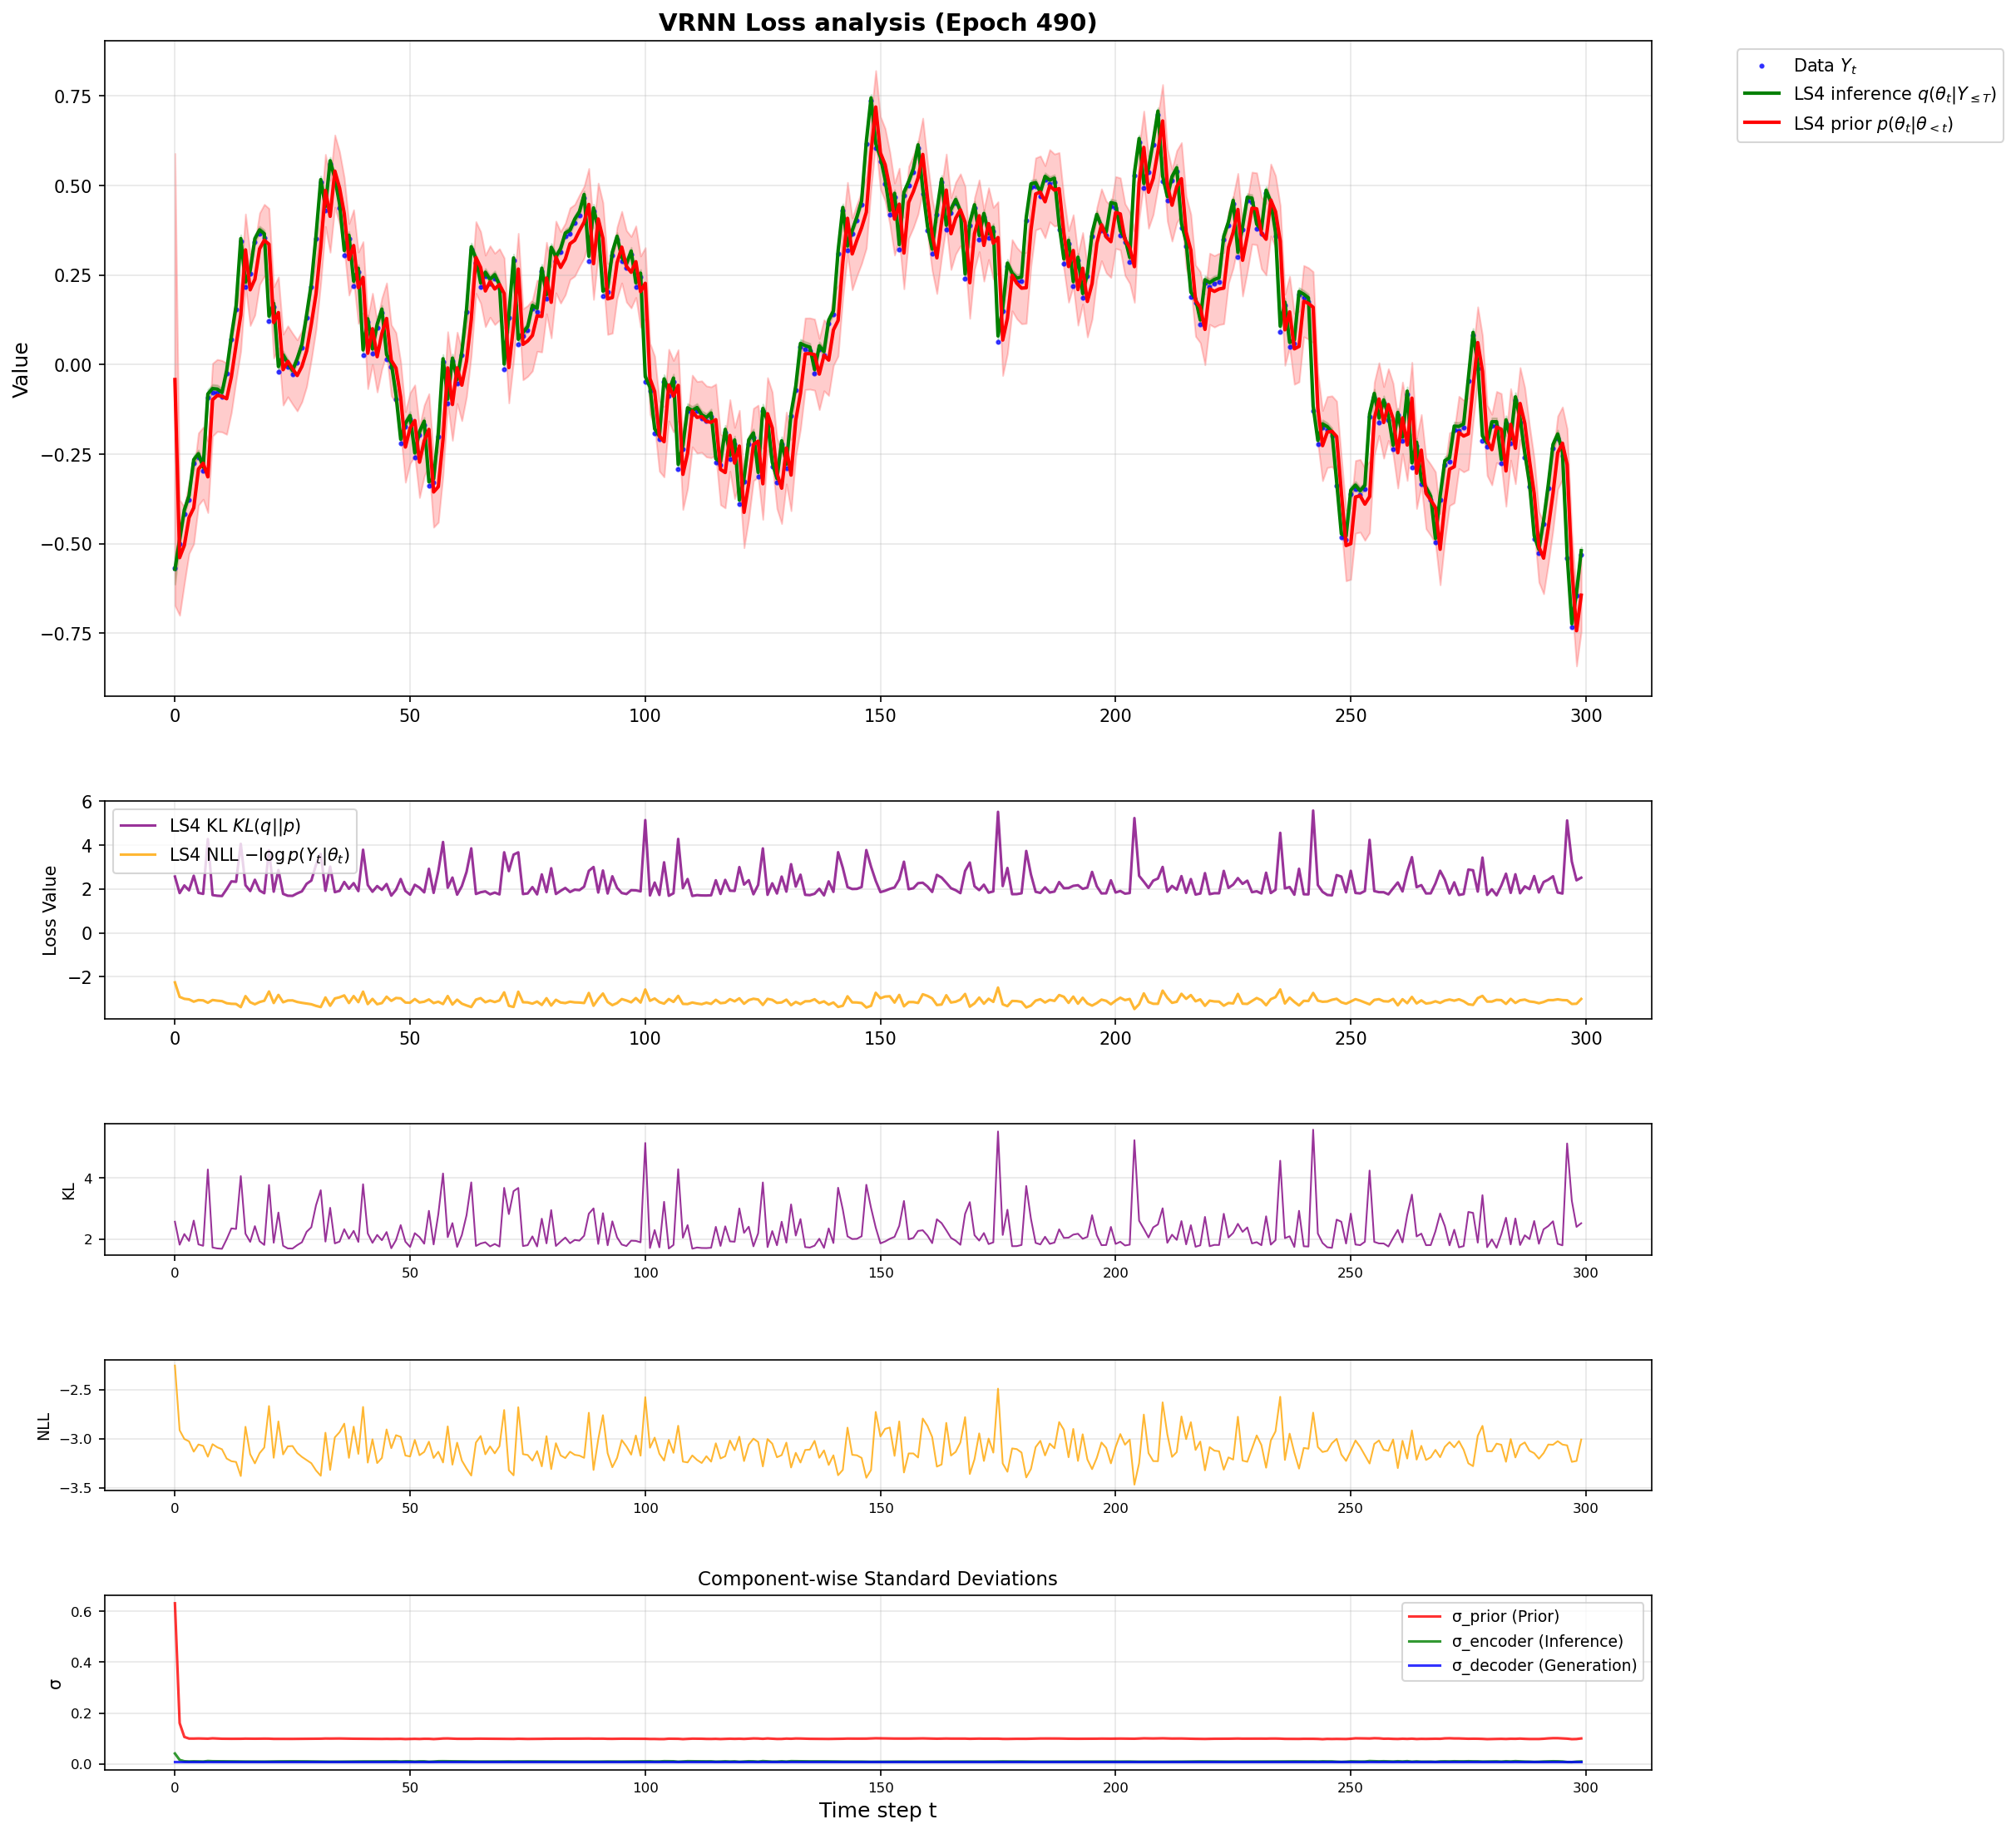 VRNN Loss analysis (Epoch 490)
Data Y_t
LS4 inference q(θ_t|Y_≤T)
LS4 prior p(θ_t|θ_<t)
Value
0.75
0.50
0.25
0.00
−0.25
−0.50
−0.75
0 50 100 150 200 250 300
LS4 KL KL(q||p)
LS4 NLL −log p(Y_t|θ_t)
Loss Value
6
4
2
0
−2
0 50 100 150 200 250 300
KL
4
2
0 50 100 150 200 250 300
NLL
−2.5
−3.0
−3.5
0 50 100 150 200 250 300
Component-wise Standard Deviations
σ_prior (Prior)
σ_encoder (Inference)
σ_decoder (Generation)
σ
0.6
0.4
0.2
0.0
0 50 100 150 200 250 300
Time step t